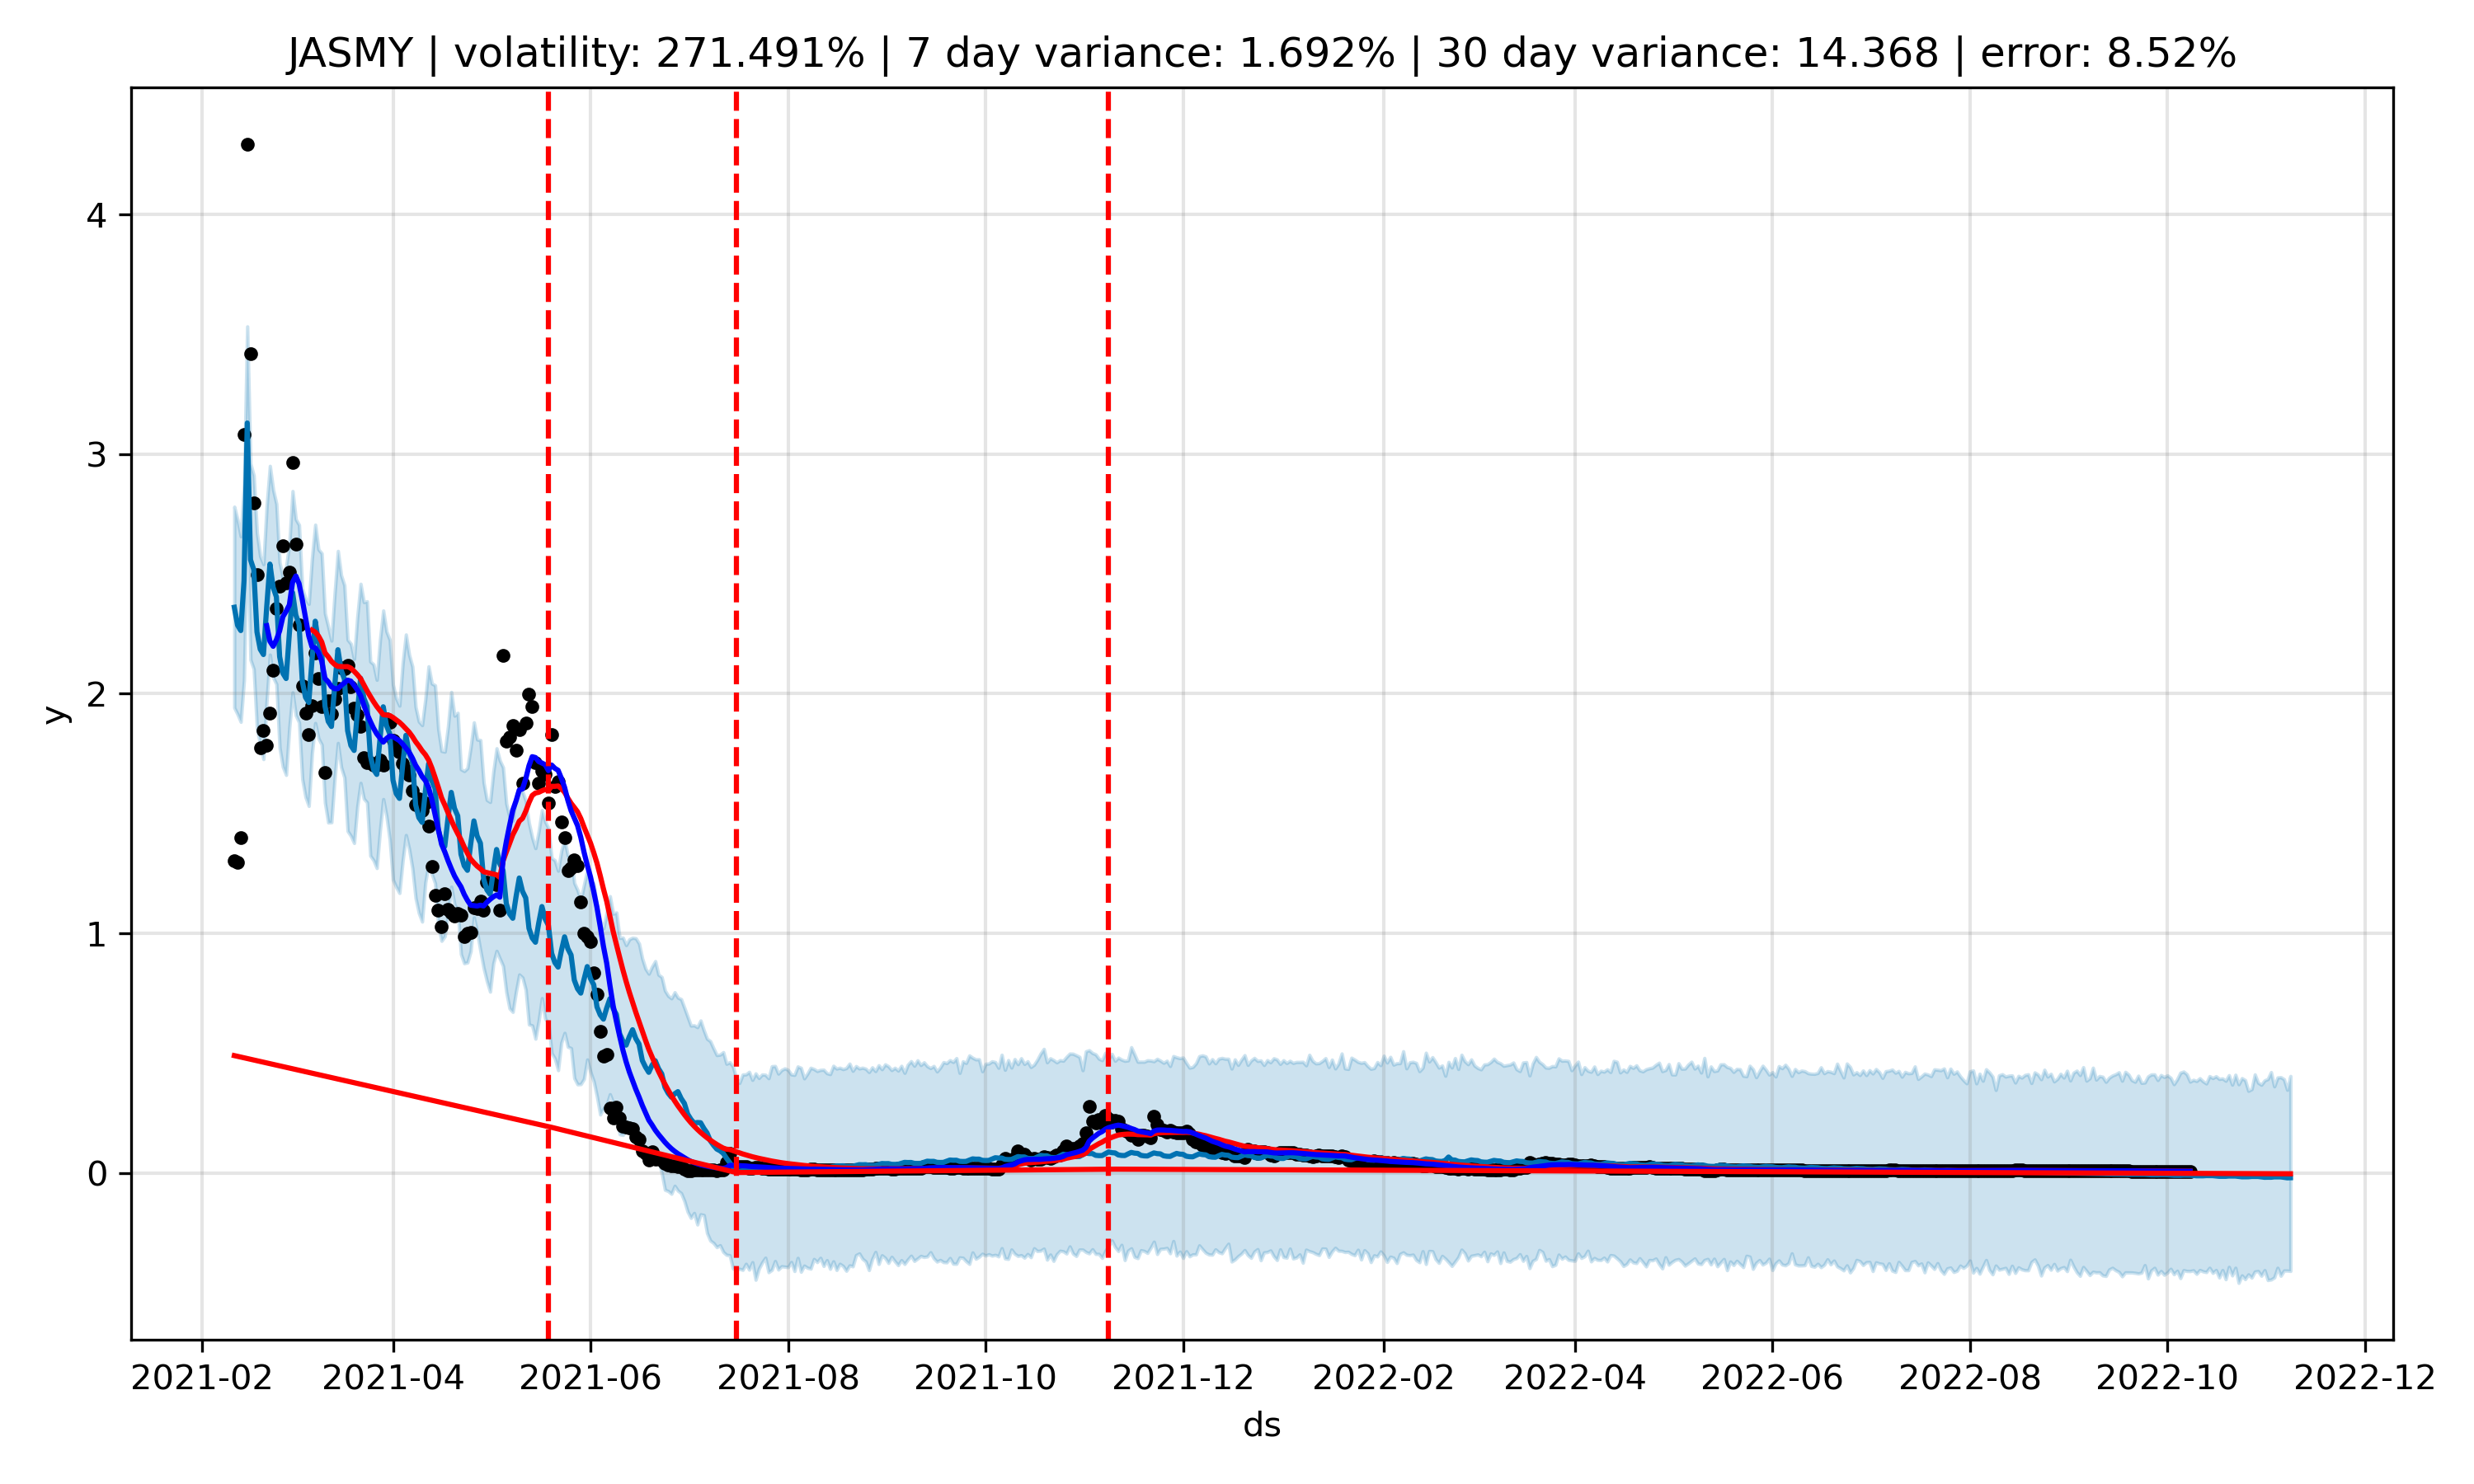 JASMY | volatility: 271.491% | 7 day variance: 1.692% | 30 day variance: 14.368 | error: 8.52%
4
3
2
1
0
y
2021-02 2021-04 2021-06 2021-08 2021-10 2021-12 2022-02 2022-04 2022-06 2022-08 2022-10 2022-12
ds